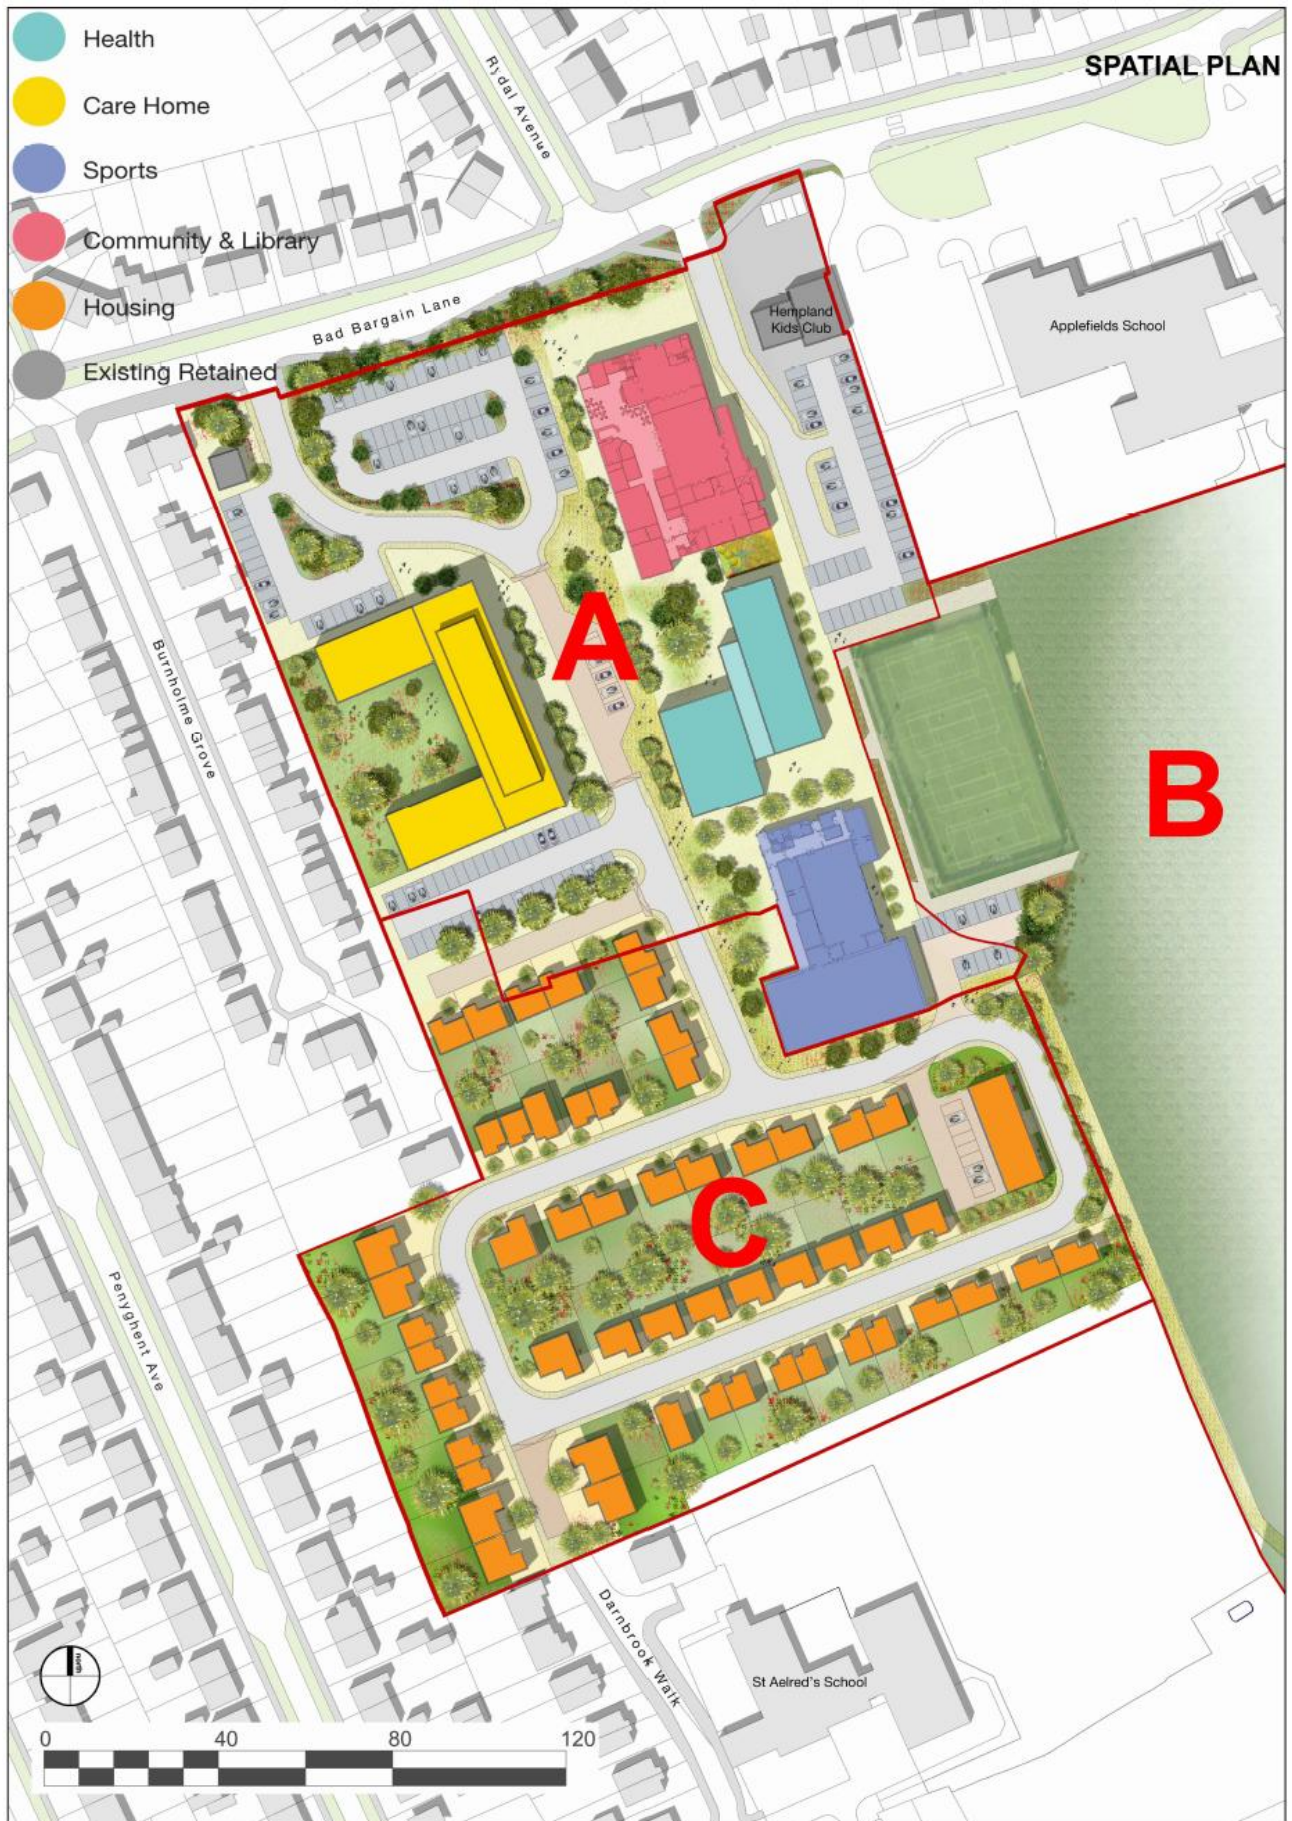 Health
Care Home
Sports
Community & Library
Housing
Existing Retained
SPATIAL PLAN
Rydal Avenue
Bad Bargain Lane
Hempland
Kids Club
Applefields School
A
B
C
Burnholme Grove
Penyghent Ave
Darnbrook Walk
St Aelred's School
north
0 40 80 120